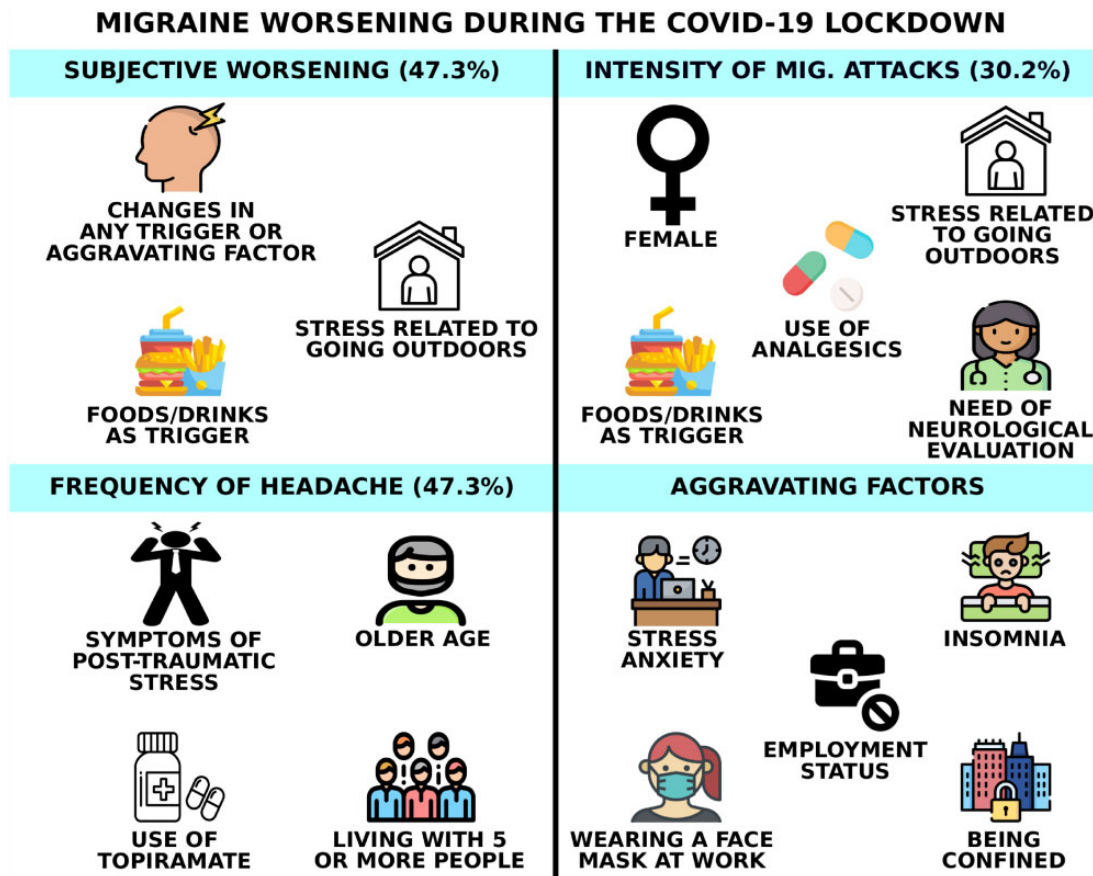 MIGRAINE WORSENING DURING THE COVID-19 LOCKDOWN
SUBJECTIVE WORSENING (47.3%)
CHANGES IN
ANY TRIGGER OR
AGGRAVATING FACTOR
STRESS RELATED TO
GOING OUTDOORS
FOODS/DRINKS
AS TRIGGER
INTENSITY OF MIG. ATTACKS (30.2%)
FEMALE
STRESS RELATED
TO GOING
OUTDOORS
USE OF
ANALGESICS
FOODS/DRINKS
AS TRIGGER
NEED OF
NEUROLOGICAL
EVALUATION
FREQUENCY OF HEADACHE (47.3%)
SYMPTOMS OF
POST-TRAUMATIC
STRESS
OLDER AGE
USE OF
TOPIRAMATE
LIVING WITH 5
OR MORE PEOPLE
AGGRAVATING FACTORS
STRESS
ANXIETY
INSOMNIA
EMPLOYMENT
STATUS
WEARING A FACE
MASK AT WORK
BEING
CONFINED